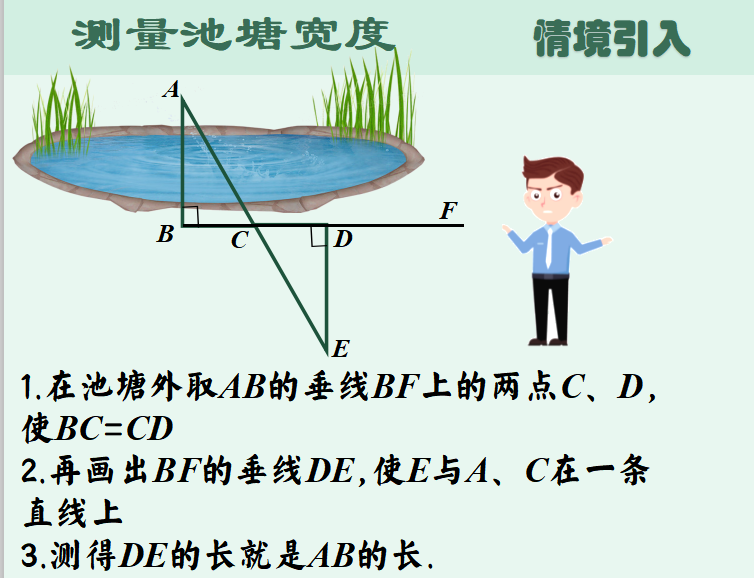 测量池塘宽度
情境引入
A
F
B
C
D
E
1.在池塘外取AB的垂线BF上的两点C、D,
使BC=CD
2.再画出BF的垂线DE,使E与A、C在一条
直线上
3.测得DE的长就是AB的长.